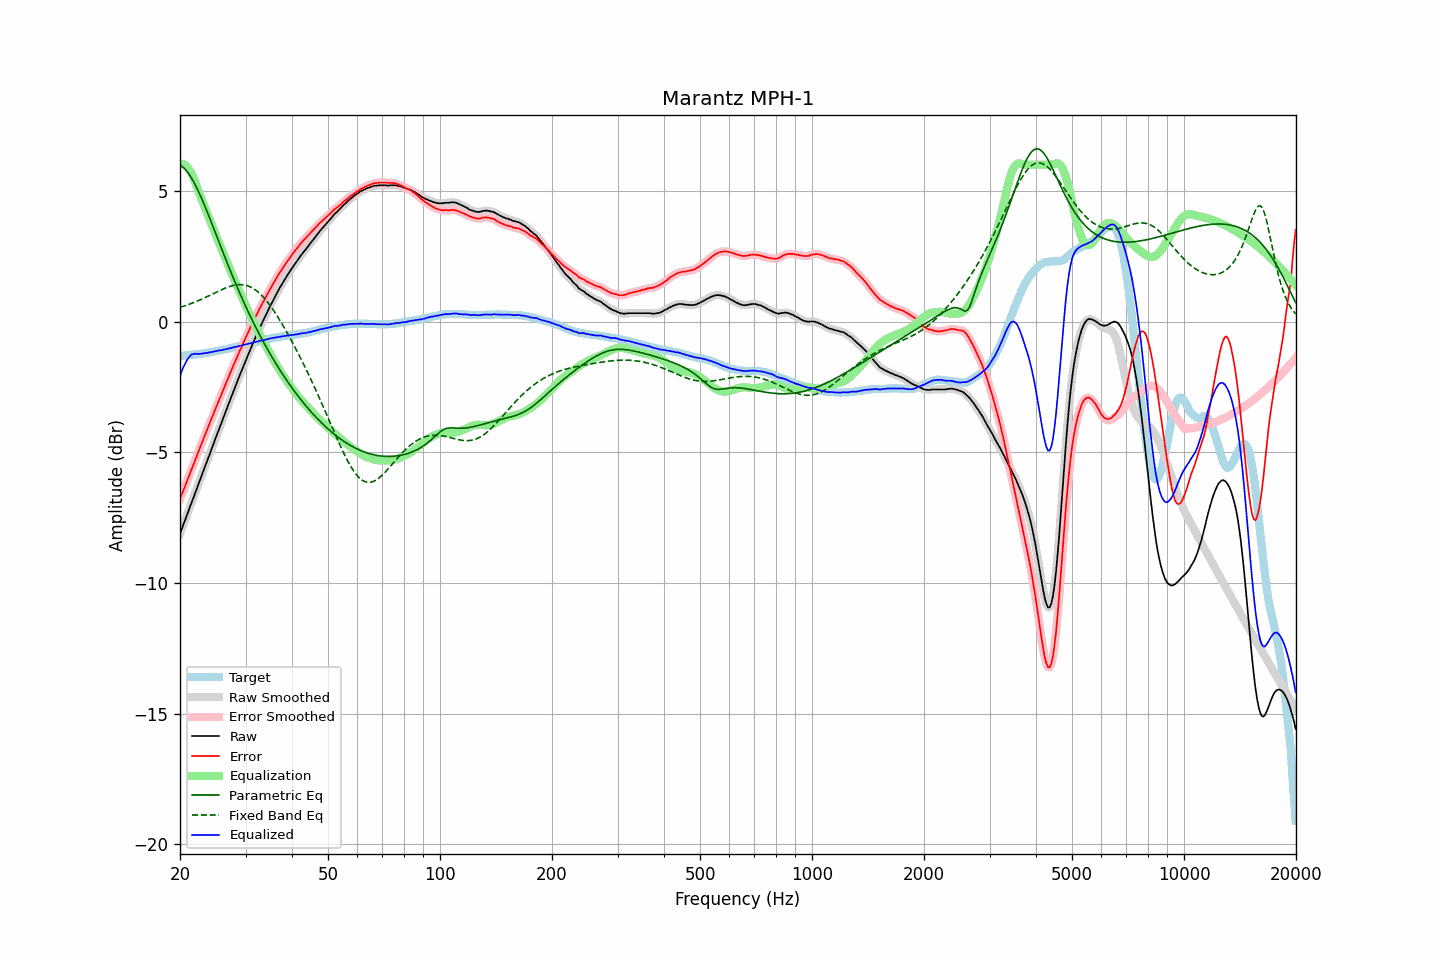 Marantz MPH-1
Amplitude (dBr)
5
0
−5
−10
−15
−20
Target
Raw Smoothed
Error Smoothed
Raw
Error
Equalization
Parametric Eq
Fixed Band Eq
Equalized
20 50 100 200 500 1000 2000 5000 10000 20000
Frequency (Hz)